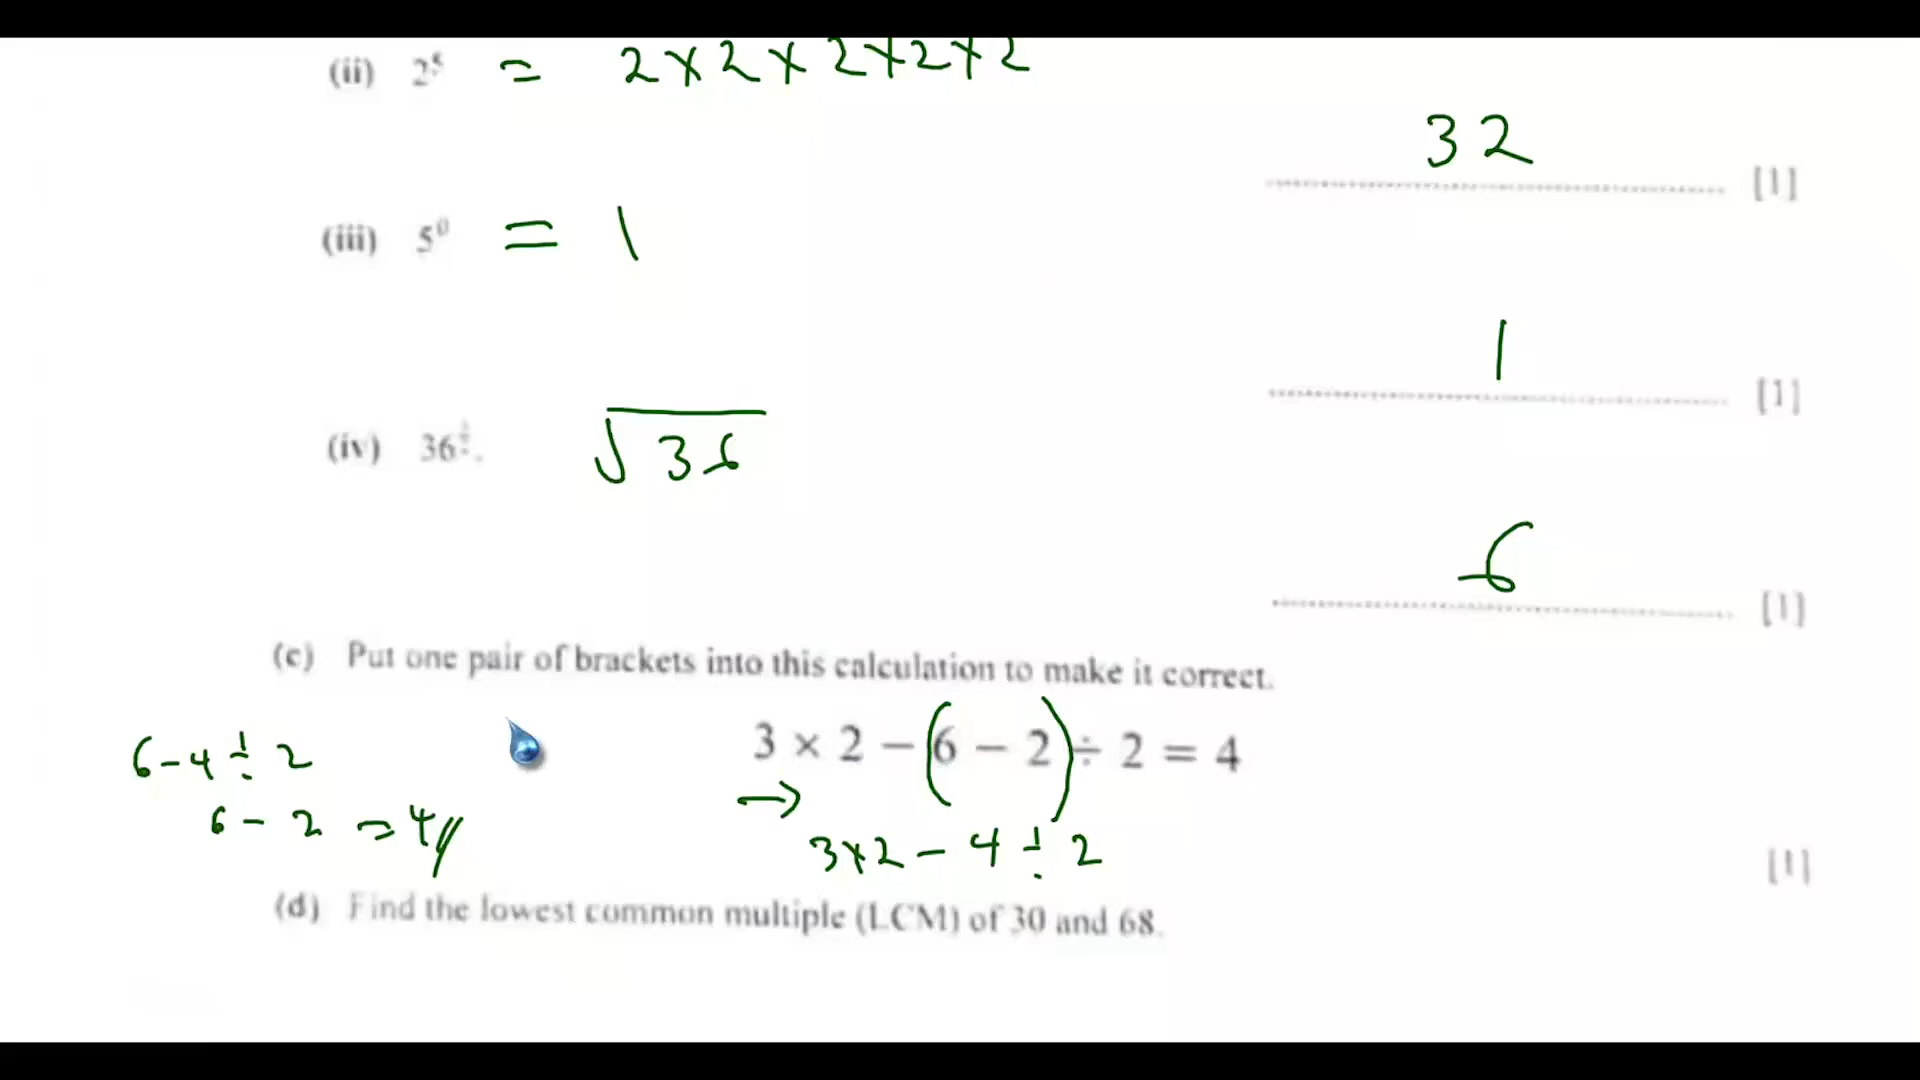 (ii) 2⁵ = 2 × 2 × 2 × 2 × 2
32
[1]
(iii) 5⁰ = 1
1
[1]
(iv) 36^½. √36
6
[1]
(c) Put one pair of brackets into this calculation to make it correct.
3 × 2 − (6 − 2) ÷ 2 = 4
6 - 4 ÷ 2
→
6 - 2 = 4//
3×2 - 4 ÷ 2
[1]
(d) Find the lowest common multiple (LCM) of 30 and 68.